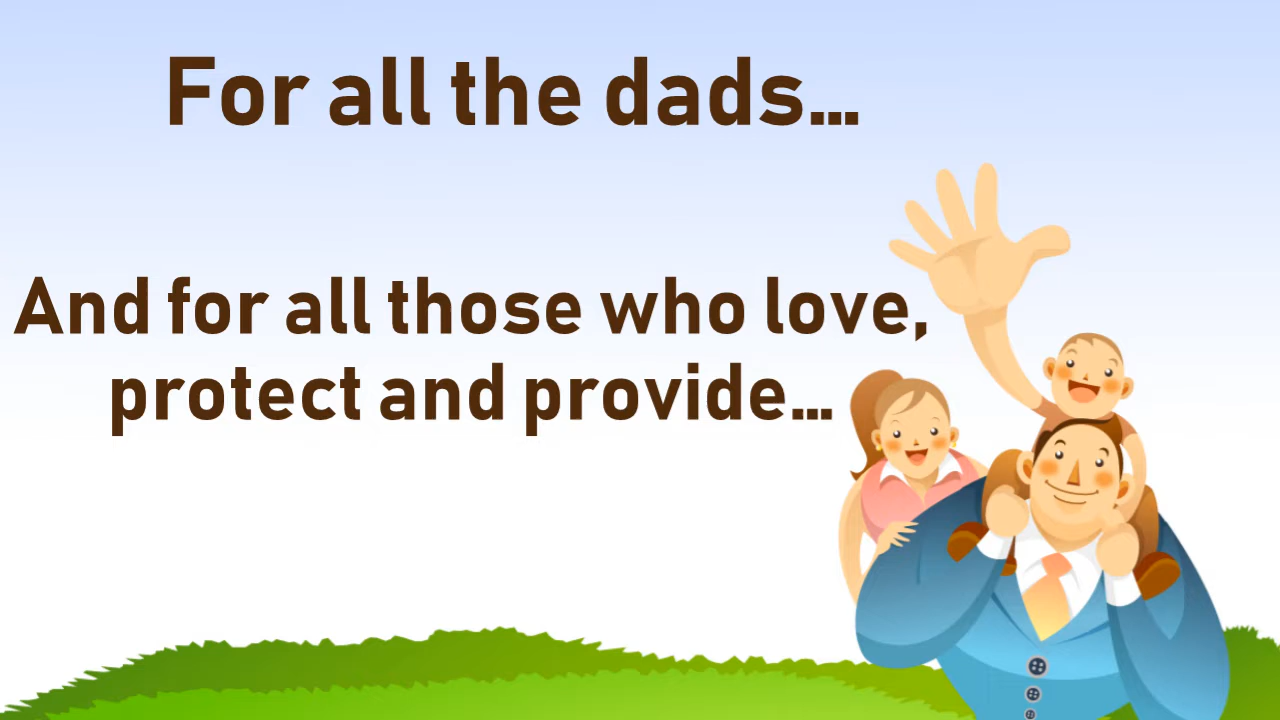 For all the dads...
And for all those who love,
protect and provide...